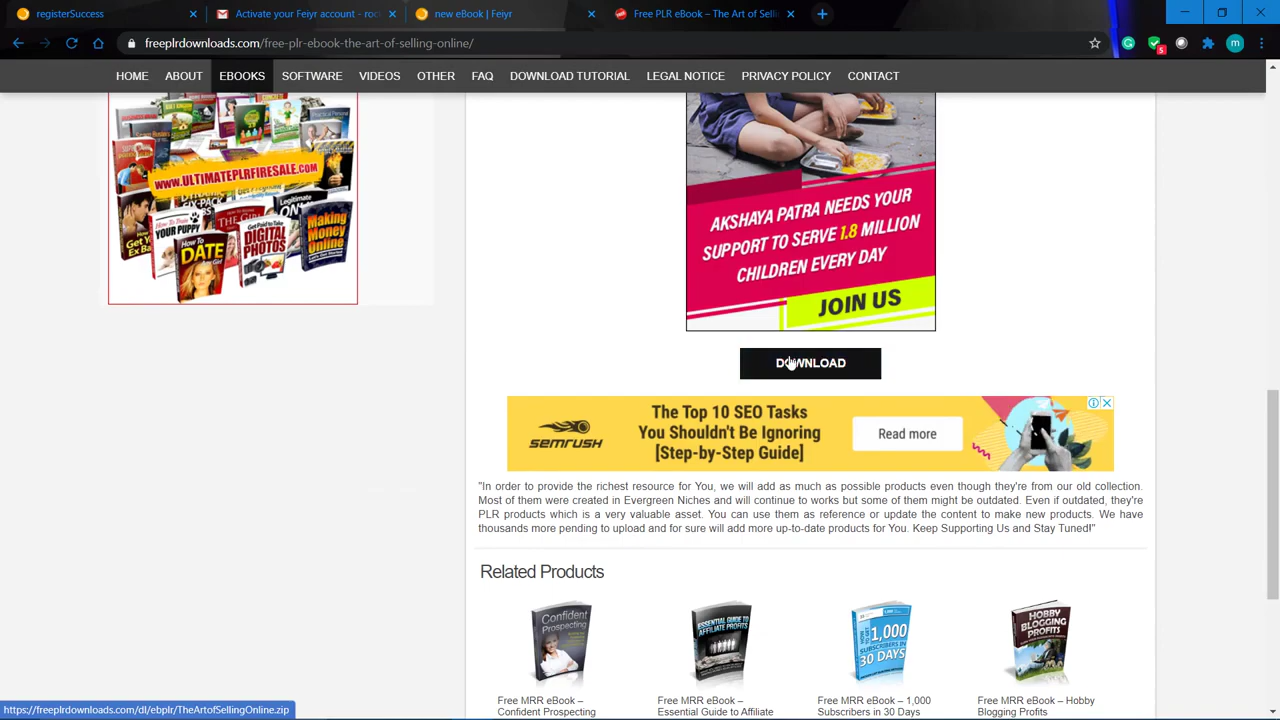 registerSuccess
Activate your Feiyr account - roc
new eBook | Feiyr
Free PLR eBook – The Art of Selli
freeplrdownloads.com/free-plr-ebook-the-art-of-selling-online/
HOME ABOUT EBOOKS SOFTWARE VIDEOS OTHER FAQ DOWNLOAD TUTORIAL LEGAL NOTICE PRIVACY POLICY CONTACT
WWW.ULTIMATEPLRFIRESALE.COM
HOW TO DATE
DIGITAL PHOTOS
Making Money Online
AKSHAYA PATRA NEEDS YOUR
SUPPORT TO SERVE 1.8 MILLION
CHILDREN EVERY DAY
JOIN US
DOWNLOAD
SEMRUSH
The Top 10 SEO Tasks
You Shouldn't Be Ignoring
[Step-by-Step Guide]
Read more
"In order to provide the richest resource for You, we will add as much as possible products even though they're from our old collection.
Most of them were created in Evergreen Niches and will continue to works but some of them might be outdated. Even if outdated, they're
PLR products which is a very valuable asset. You can use them as reference or update the content to make new products. We have
thousands more pending to upload and for sure will add more up-to-date products for You. Keep Supporting Us and Stay Tuned!"
Related Products
Confident Prospecting
ESSENTIAL GUIDE TO AFFILIATE PROFITS
1,000 SUBSCRIBERS IN 30 DAYS
HOBBY BLOGGING PROFITS
Free MRR eBook –
Confident Prospecting
Free MRR eBook –
Essential Guide to Affiliate
Free MRR eBook – 1,000
Subscribers in 30 Days
Free MRR eBook – Hobby
Blogging Profits
https://freeplrdownloads.com/dl/ebplr/TheArtofSellingOnline.zip